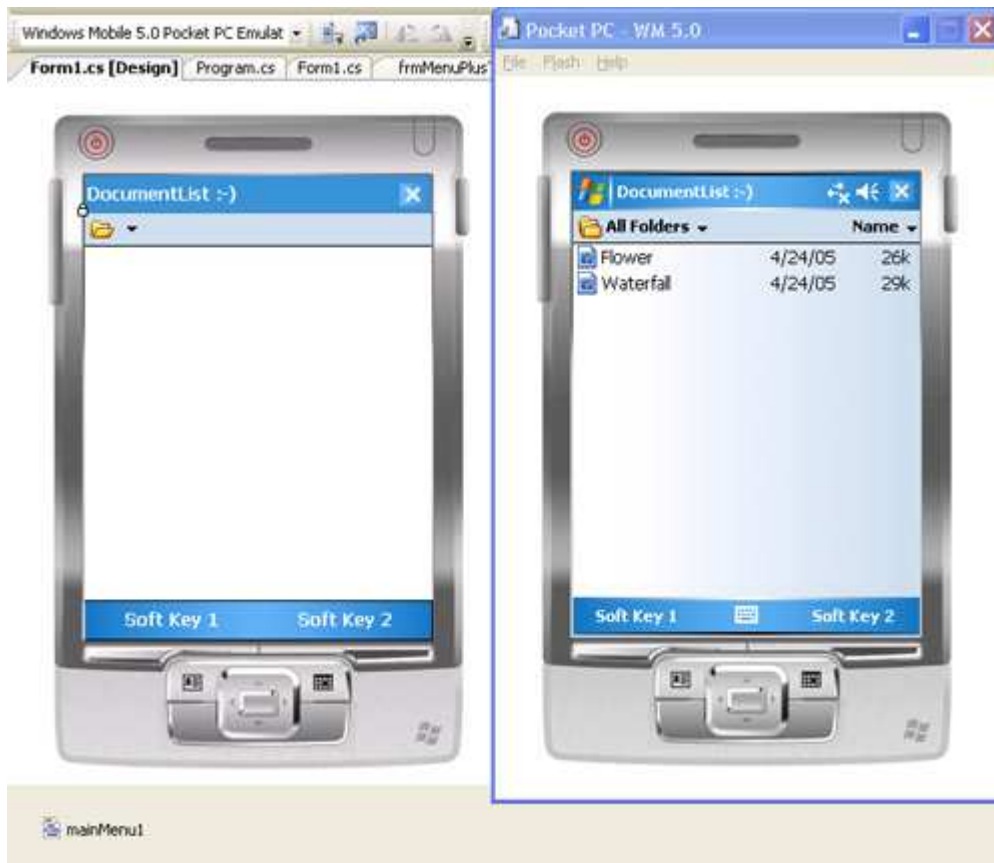 Windows Mobile 5.0 Pocket PC Emulat
Form1.cs [Design] Program.cs Form1.cs frmMenuPlus
DocumentList :-)
Soft Key 1 Soft Key 2
mainMenu1
Pocket PC - WM 5.0
File Flash Help
DocumentList :-)
All Folders Name
Flower 4/24/05 26k
Waterfall 4/24/05 29k
Soft Key 1 Soft Key 2